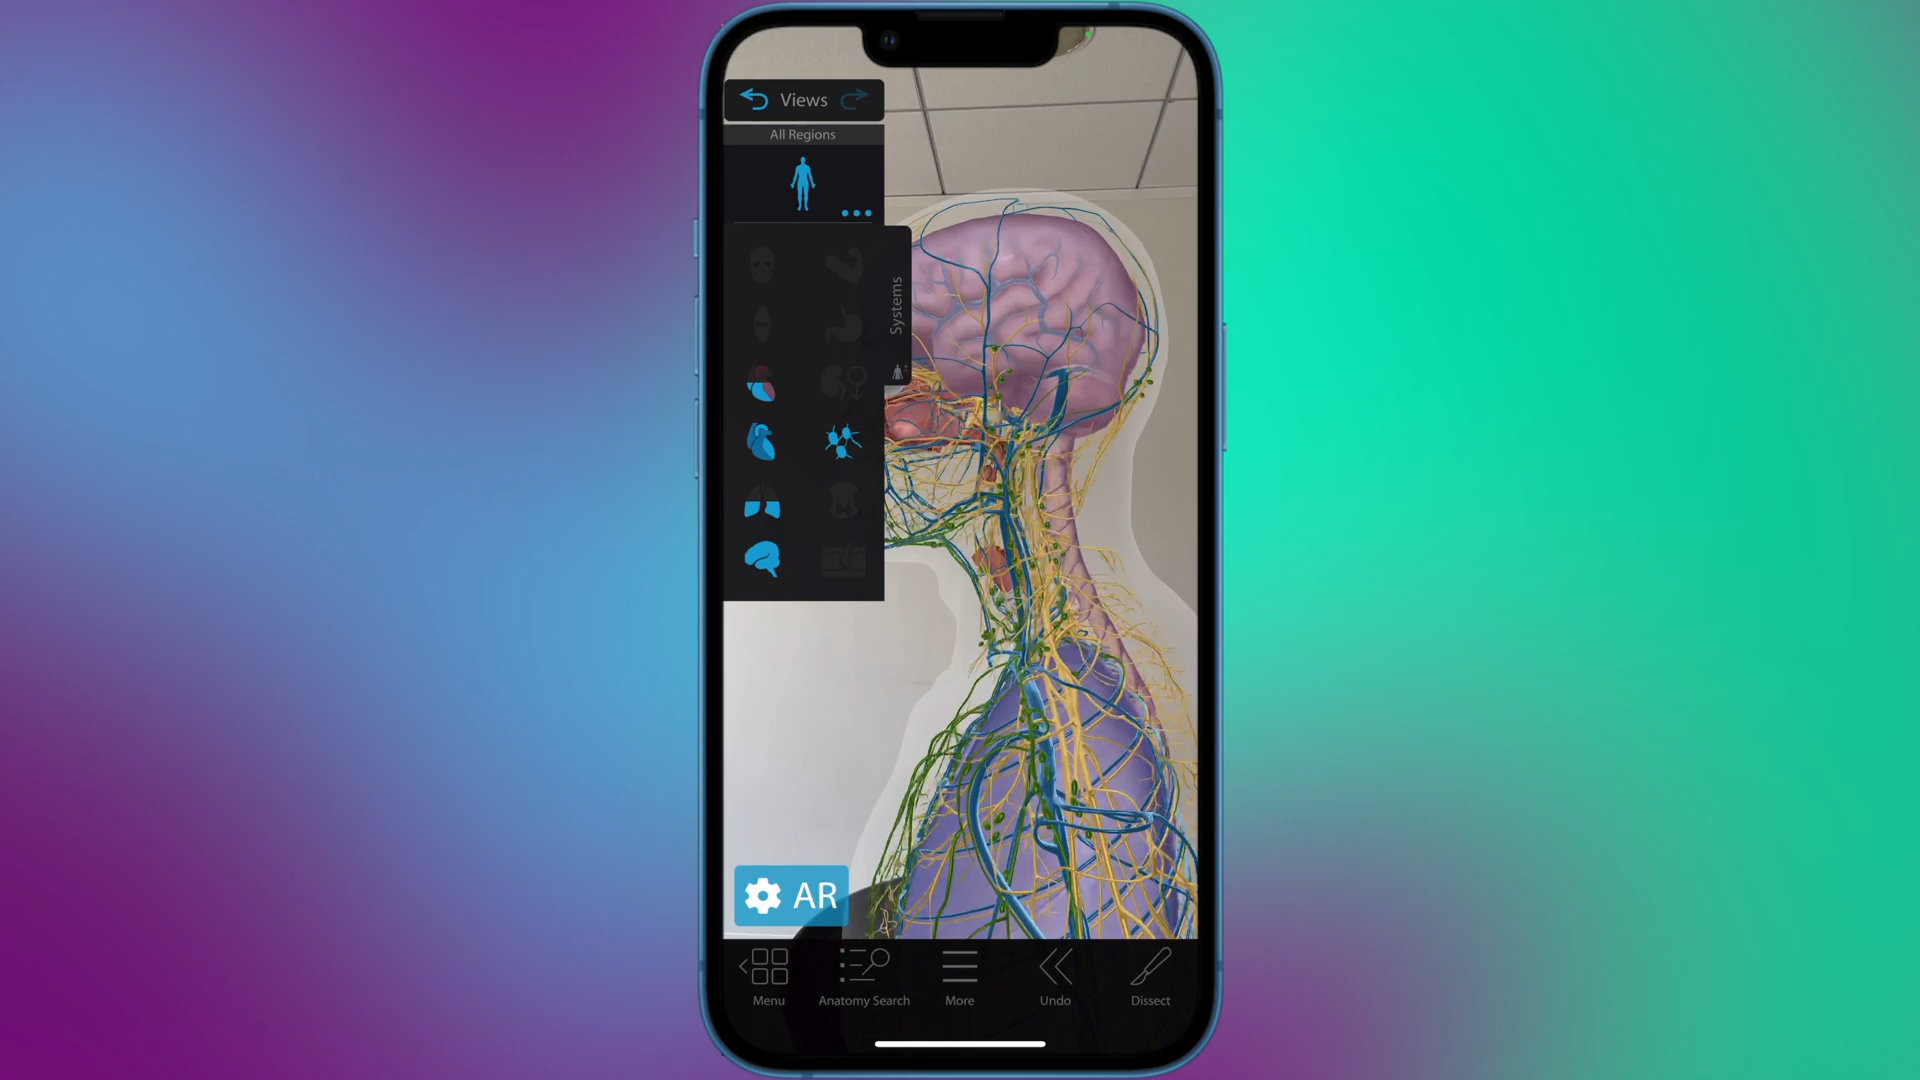 Views
All Regions
Systems
AR
Menu
Anatomy Search
More
Undo
Dissect